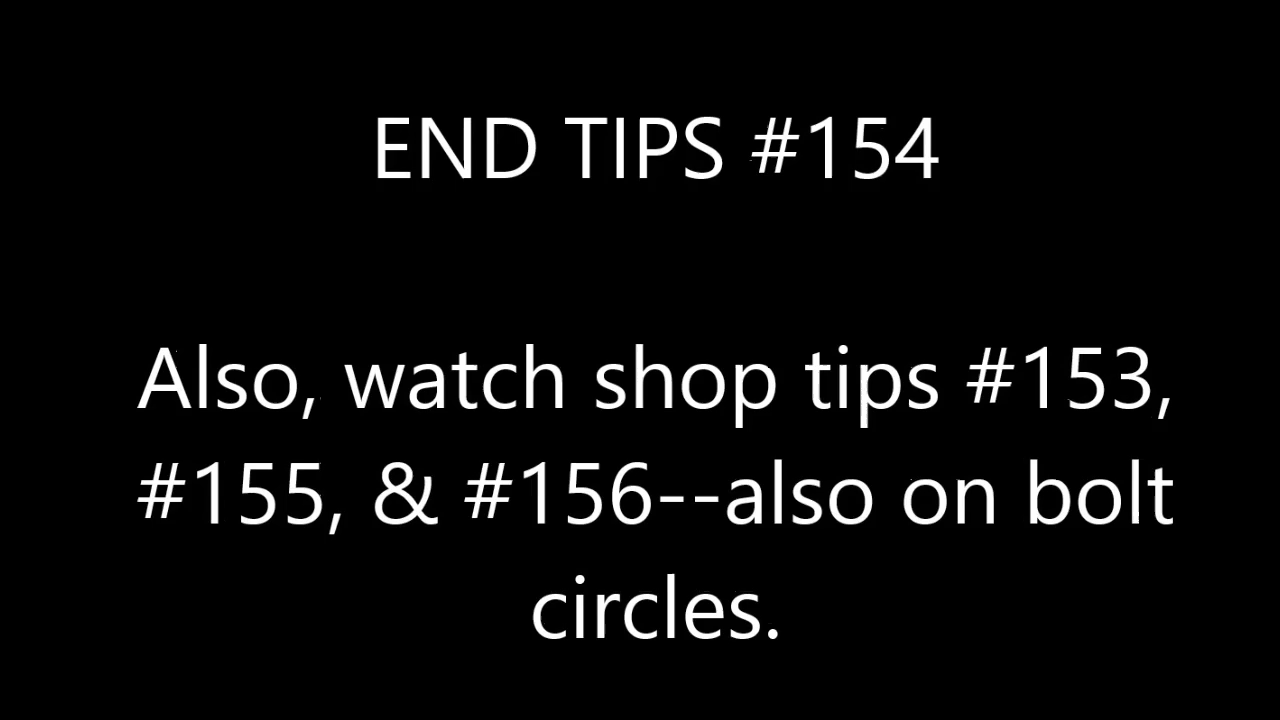 END TIPS #154
Also, watch shop tips #153,
#155, & #156--also on bolt
circles.